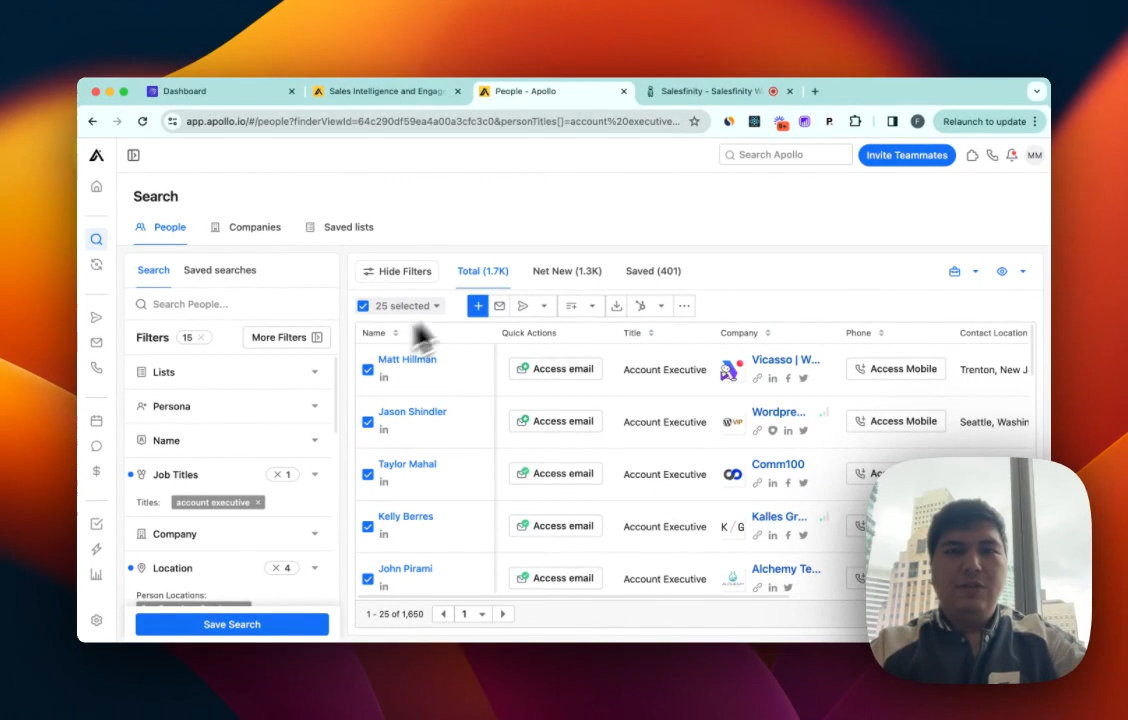 Dashboard
Sales Intelligence and Engag
People - Apollo
Salesfinity - Salesfinity W
app.apollo.io/#/people?finderViewId=64c290df59ea4a00a3cfc3c0&personTitles[]=account%20executive...
Relaunch to update
Search Apollo
Invite Teammates
MM
Search
People
Companies
Saved lists
Search
Saved searches
Search People...
Filters
15
More Filters
Lists
Persona
Name
Job Titles
1
Titles:
account executive
Company
Location
4
Person Locations:
Save Search
Hide Filters
Total (1.7K)
Net New (1.3K)
Saved (401)
25 selected
Name
Quick Actions
Title
Company
Phone
Contact Location
Matt Hillman
Access email
Account Executive
Vicasso | W...
Access Mobile
Trenton, New J
Jason Shindler
Access email
Account Executive
Wordpre...
Access Mobile
Seattle, Washin
Taylor Mahal
Access email
Account Executive
Comm100
Kelly Berres
Access email
Account Executive
K / G
Kalles Gr...
John Pirami
Access email
Account Executive
Alchemy Te...
1 - 25 of 1,650
1